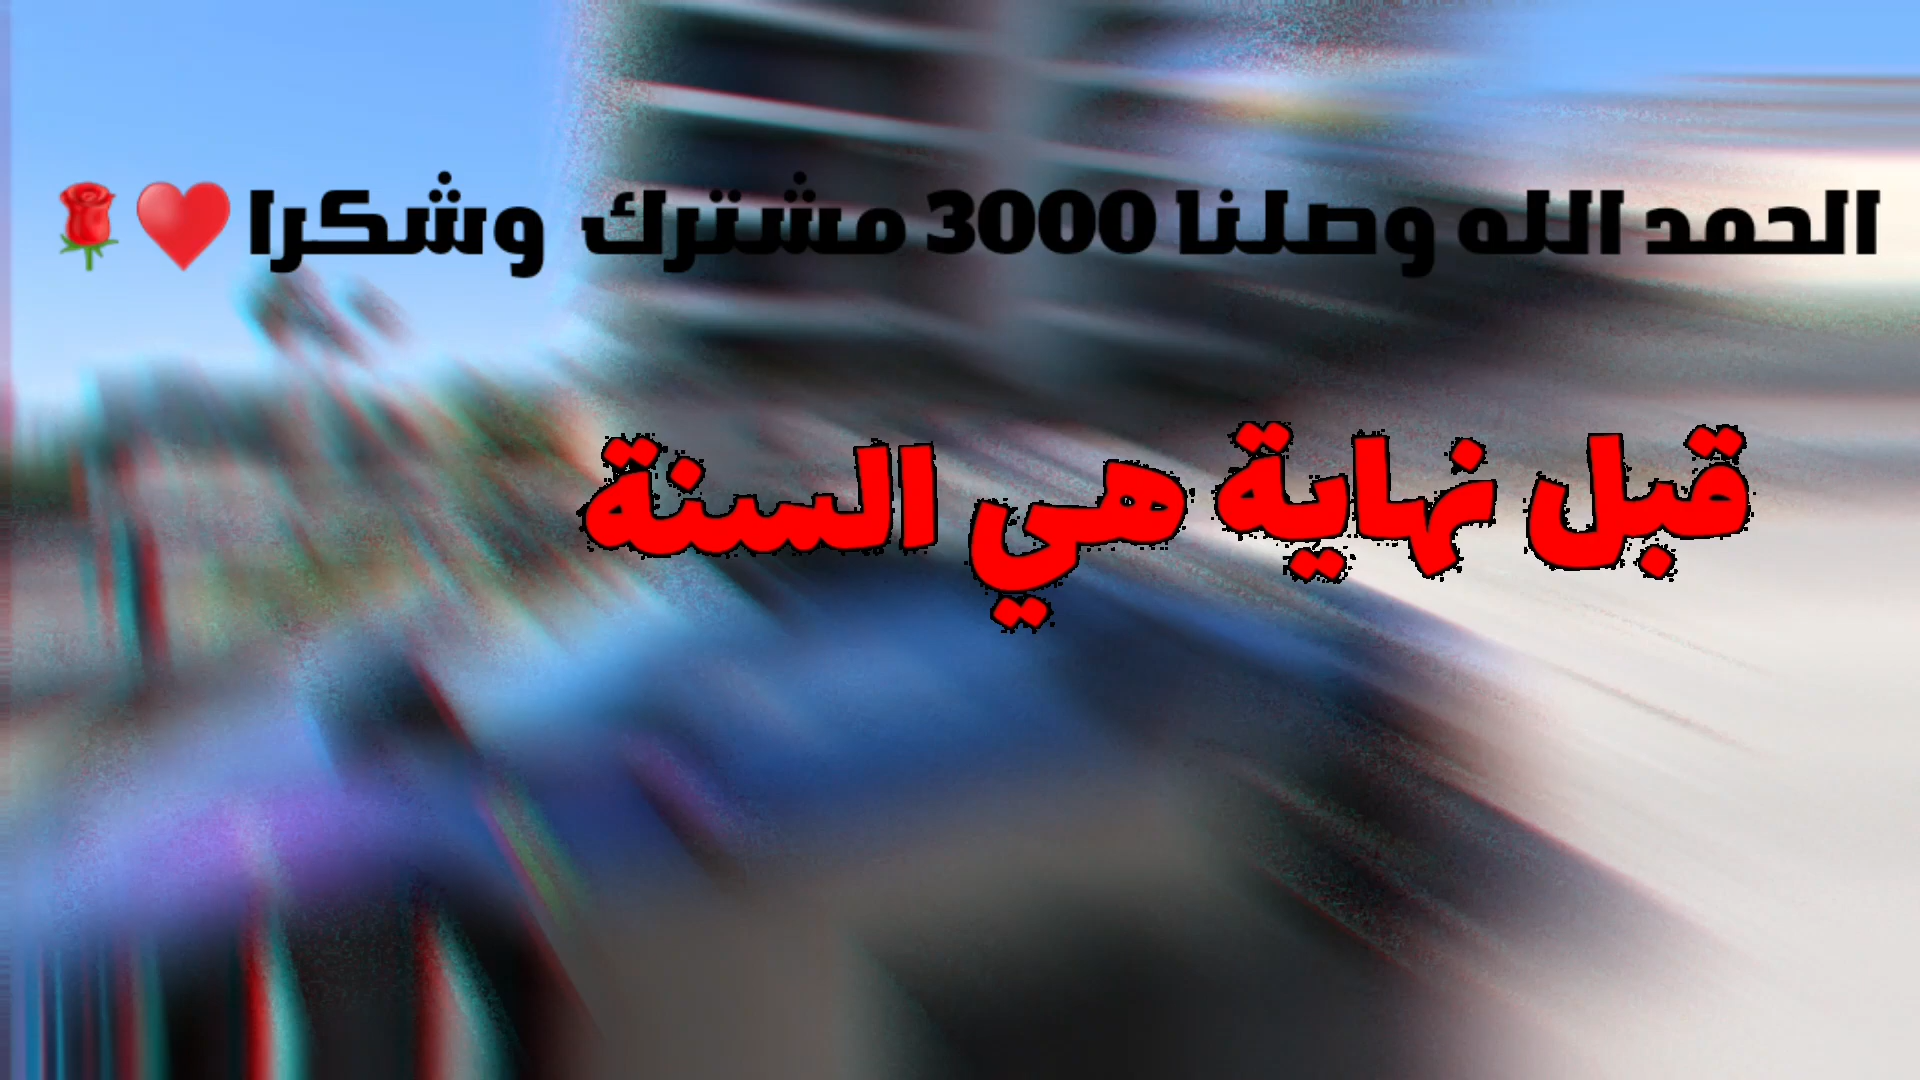 الحمد الله وصلنا 3000 مشترك وشكرا ♥️🌹
قبل نهاية هي السنة